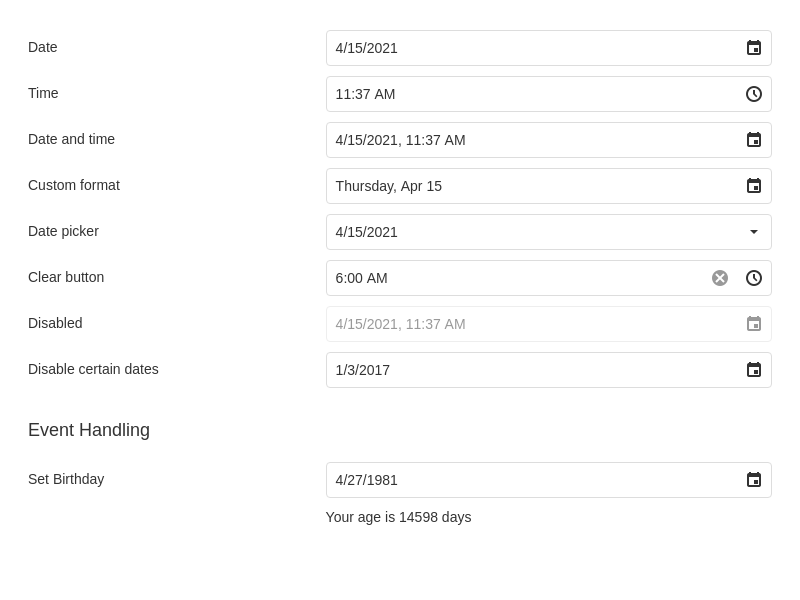 Date 4/15/2021
Time 11:37 AM
Date and time 4/15/2021, 11:37 AM
Custom format Thursday, Apr 15
Date picker 4/15/2021
Clear button 6:00 AM
Disabled 4/15/2021, 11:37 AM
Disable certain dates 1/3/2017
Event Handling
Set Birthday 4/27/1981
Your age is 14598 days